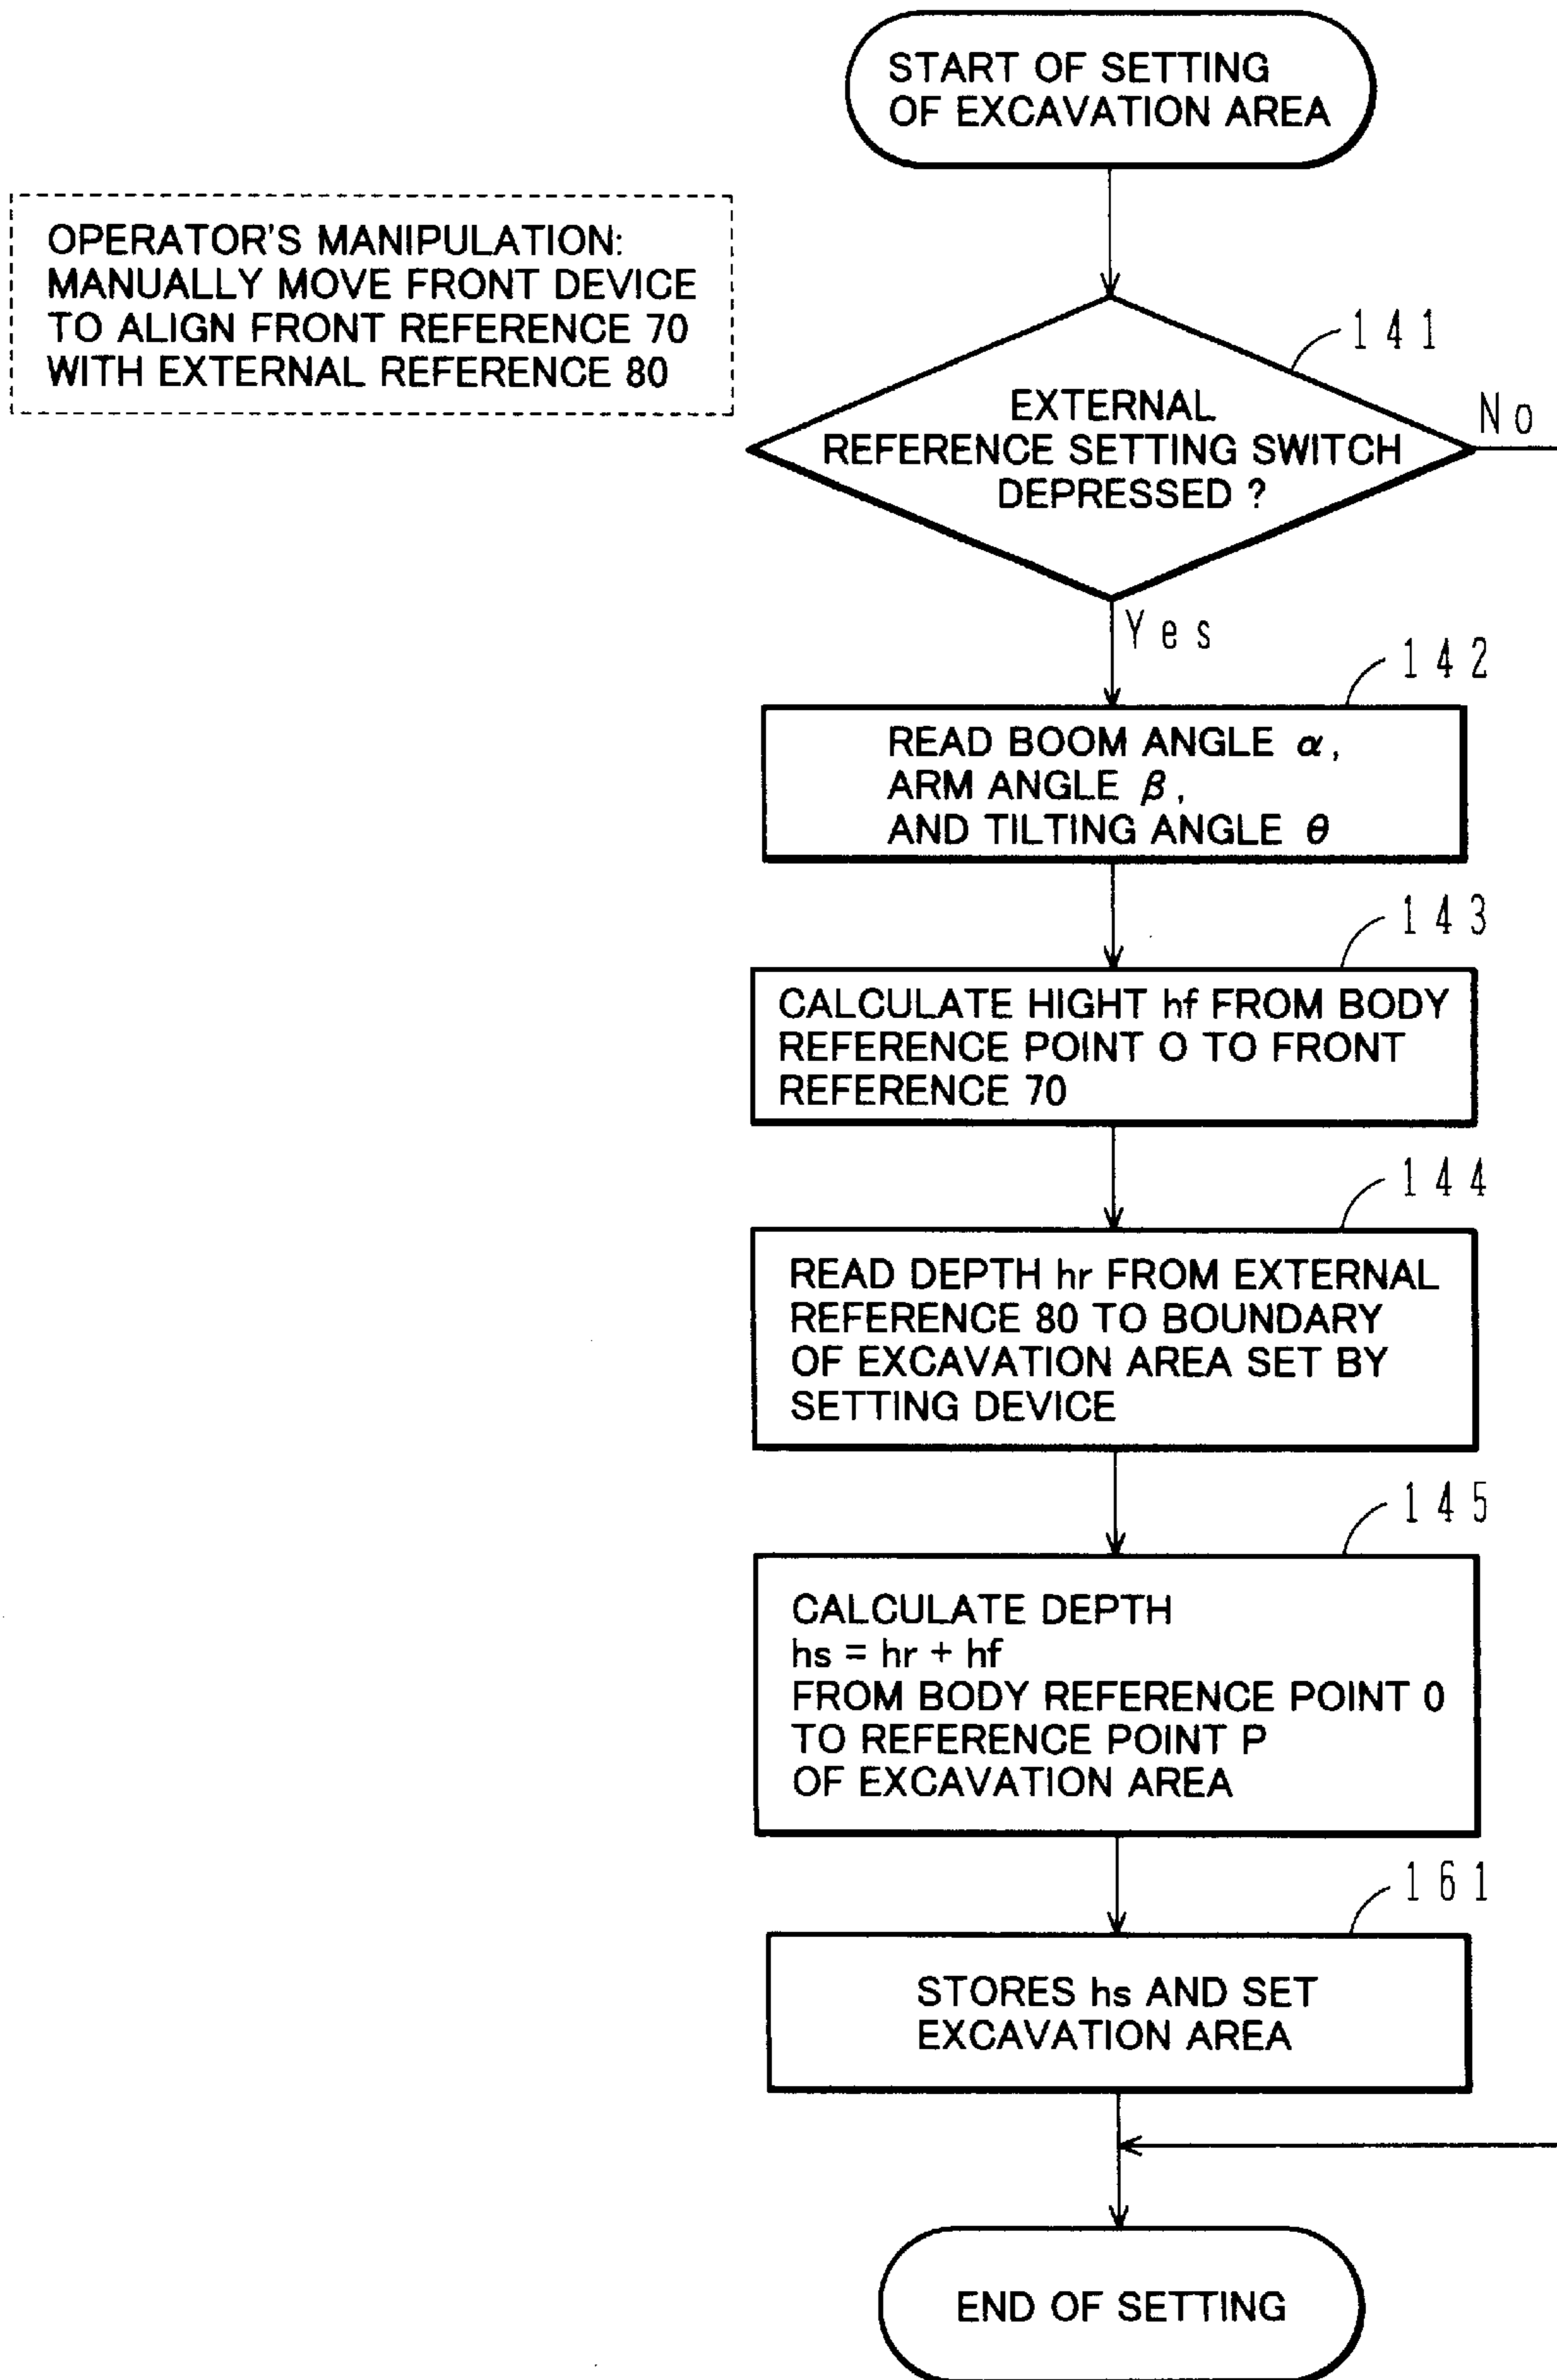 START OF SETTING
OF EXCAVATION AREA
OPERATOR'S MANIPULATION:
MANUALLY MOVE FRONT DEVICE
TO ALIGN FRONT REFERENCE 70
WITH EXTERNAL REFERENCE 80
141
EXTERNAL
REFERENCE SETTING SWITCH
DEPRESSED ?
No
Yes
142
READ BOOM ANGLE α,
ARM ANGLE β,
AND TILTING ANGLE θ
143
CALCULATE HIGHT hf FROM BODY
REFERENCE POINT O TO FRONT
REFERENCE 70
144
READ DEPTH hr FROM EXTERNAL
REFERENCE 80 TO BOUNDARY
OF EXCAVATION AREA SET BY
SETTING DEVICE
145
CALCULATE DEPTH
hs = hr + hf
FROM BODY REFERENCE POINT O
TO REFERENCE POINT P
OF EXCAVATION AREA
161
STORES hs AND SET
EXCAVATION AREA
END OF SETTING